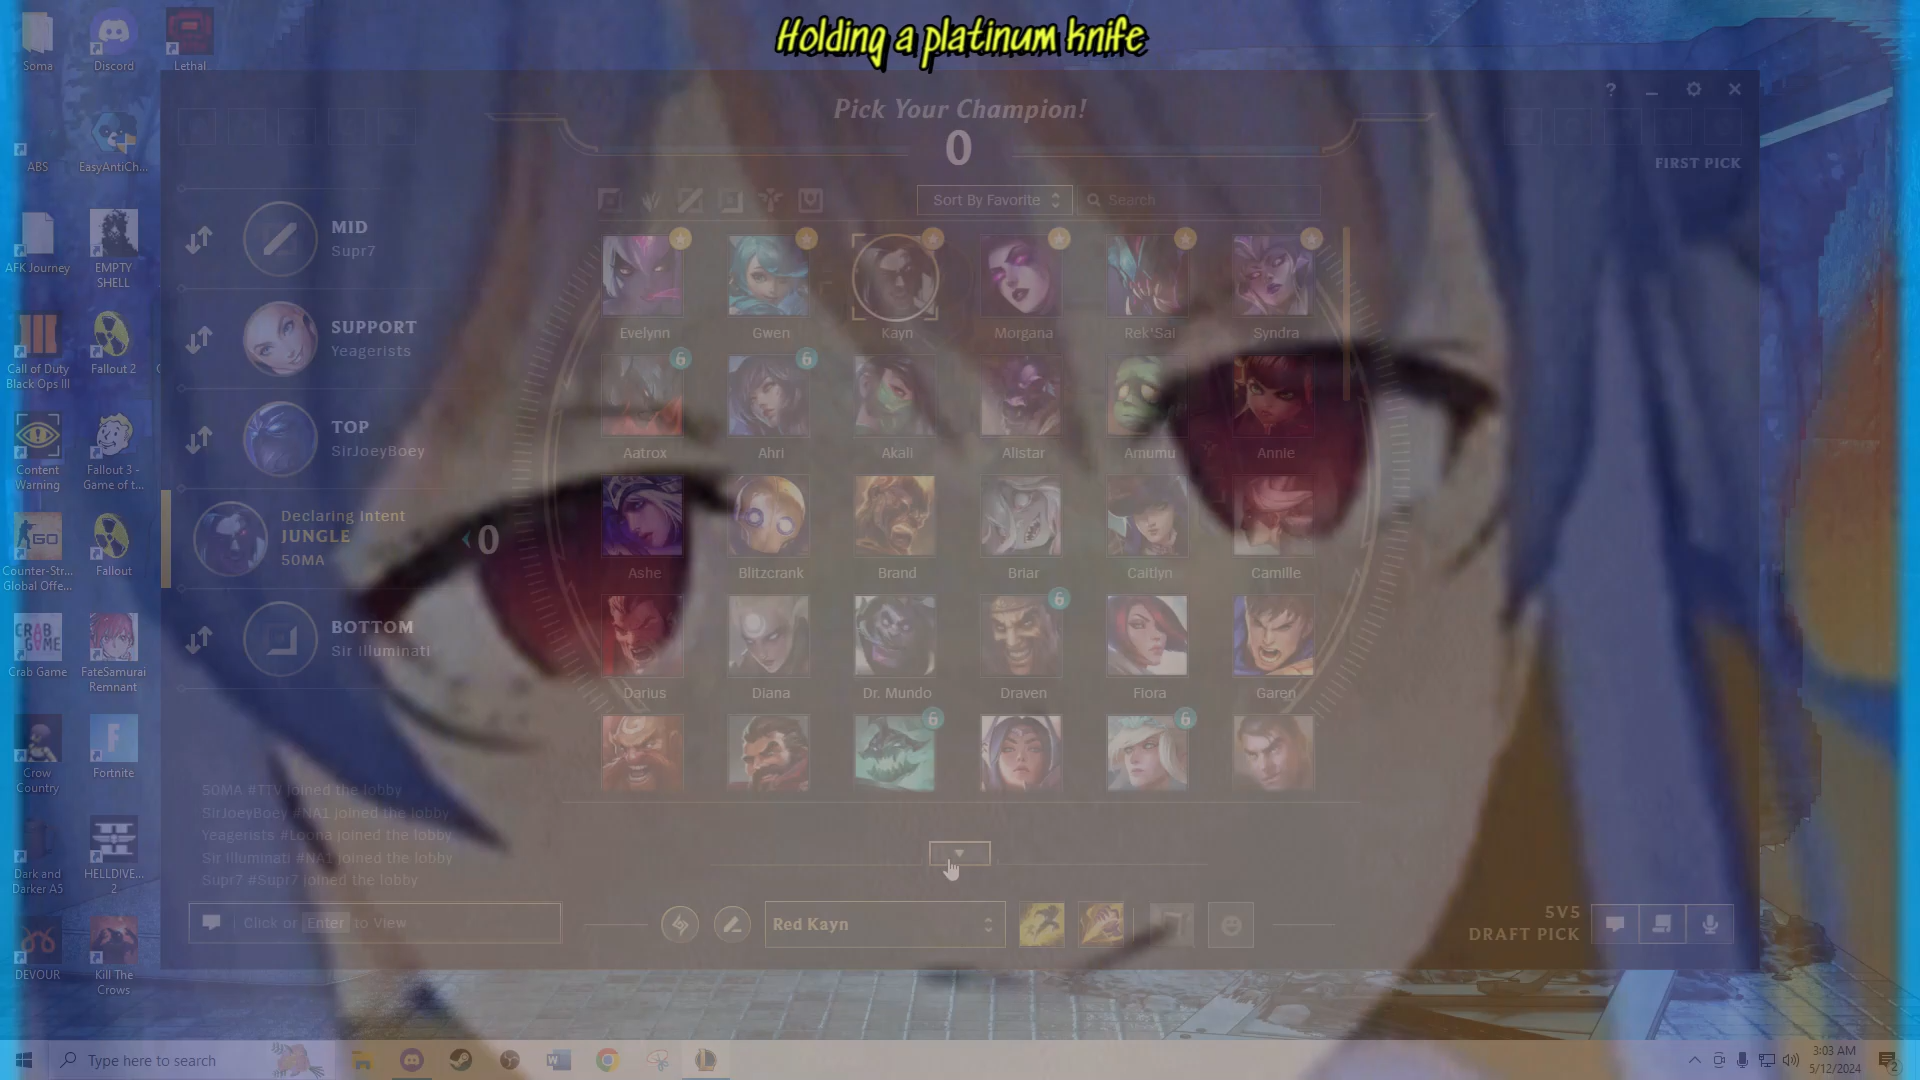 Holding a platinum knife
Soma
Discord
Lethal
ABS
EasyAntiCh...
AFK Journey
EMPTY
SHELL
Call of Duty
Black Ops III
Fallout 2
Content
Warning
Fallout 3 -
Game of t...
Counter-Str...
Global Offe...
Fallout
Crab Game
FateSamurai
Remnant
Crow
Country
Fortnite
Dark and
Darker A5
HELLDIVE...
2
DEVOUR
Kill The
Crows
Pick Your Champion!
0
?
FIRST PICK
MID
Supr7
SUPPORT
Yeagerists
TOP
SirJoeyBoey
Declaring Intent
JUNGLE
50MA
0
BOTTOM
Sir Illuminati
Sort By Favorite
Search
Evelynn Gwen Kayn Morgana Rek'Sai Syndra
6 6
Aatrox Ahri Akali Alistar Amumu Annie
Ashe Blitzcrank Brand Briar Caitlyn Camille
6
Darius Diana Dr. Mundo Draven Fiora Garen
6 6
50MA #TTV joined the lobby
SirJoeyBoey #NA1 joined the lobby
Yeagerists #Loona joined the lobby
Sir Illuminati #NA1 joined the lobby
Supr7 #Supr7 joined the lobby
Click or Enter to View
Red Kayn
5V5
DRAFT PICK
Type here to search
3:03 AM
5/12/2024
2